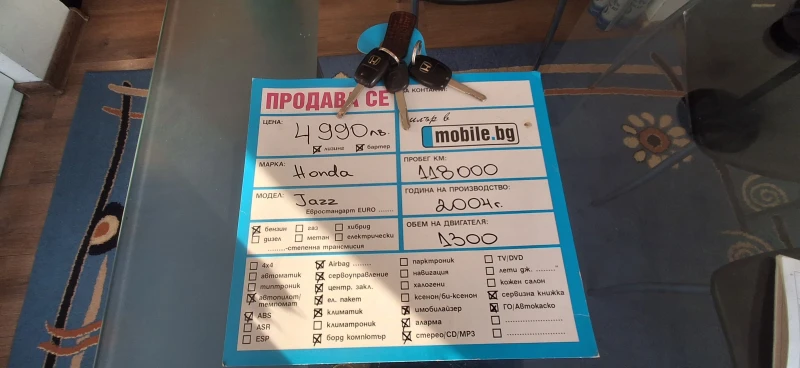 ПРОДАВА СЕ
ЗА КОНТАКТИ:
ЦЕНА:
4990лв.
лизинг бартер
mobile.bg
МАРКА:
Honda
ПРОБЕГ КМ:
118000
МОДЕЛ:
Jazz
Евростандарт EURO ........
ГОДИНА НА ПРОИЗВОДСТВО:
2004г.
бензин газ хибрид
дизел метан електрически
........-степенна трансмисия
ОБЕМ НА ДВИГАТЕЛЯ:
1300
4x4
автоматик
типтроник
автопилот/
темпомат
ABS
ASR
ESP
Airbag ........
сервоуправление
центр. закл.
ел. пакет
климатик
климатроник
борд компютър
парктроник
навигация
халогени
ксенон/би-ксенон
имобилайзер
аларма
стерео/CD/MP3
TV/DVD
лети дж. ........"
кожен салон
сервизна книжка
ГО/Автокаско